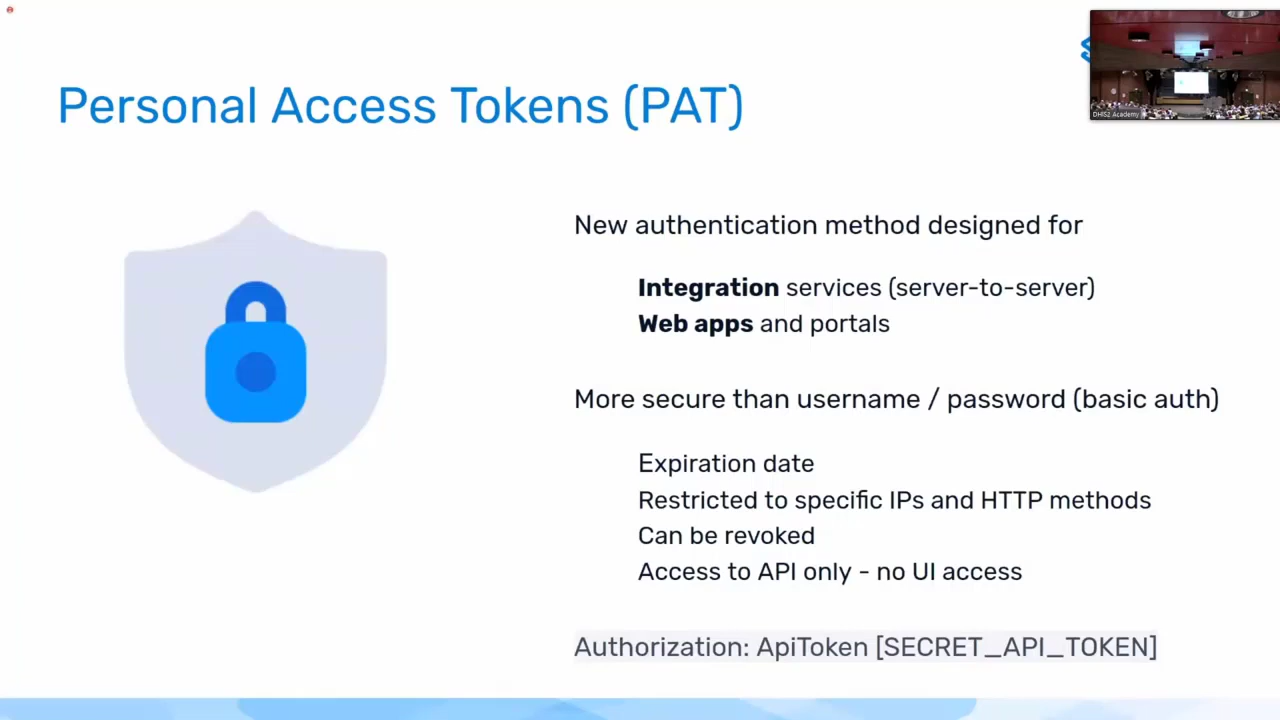 Personal Access Tokens (PAT)
DHIS2 Academy
New authentication method designed for
Integration services (server-to-server)
Web apps and portals
More secure than username / password (basic auth)
Expiration date
Restricted to specific IPs and HTTP methods
Can be revoked
Access to API only - no UI access
Authorization: ApiToken [SECRET_API_TOKEN]